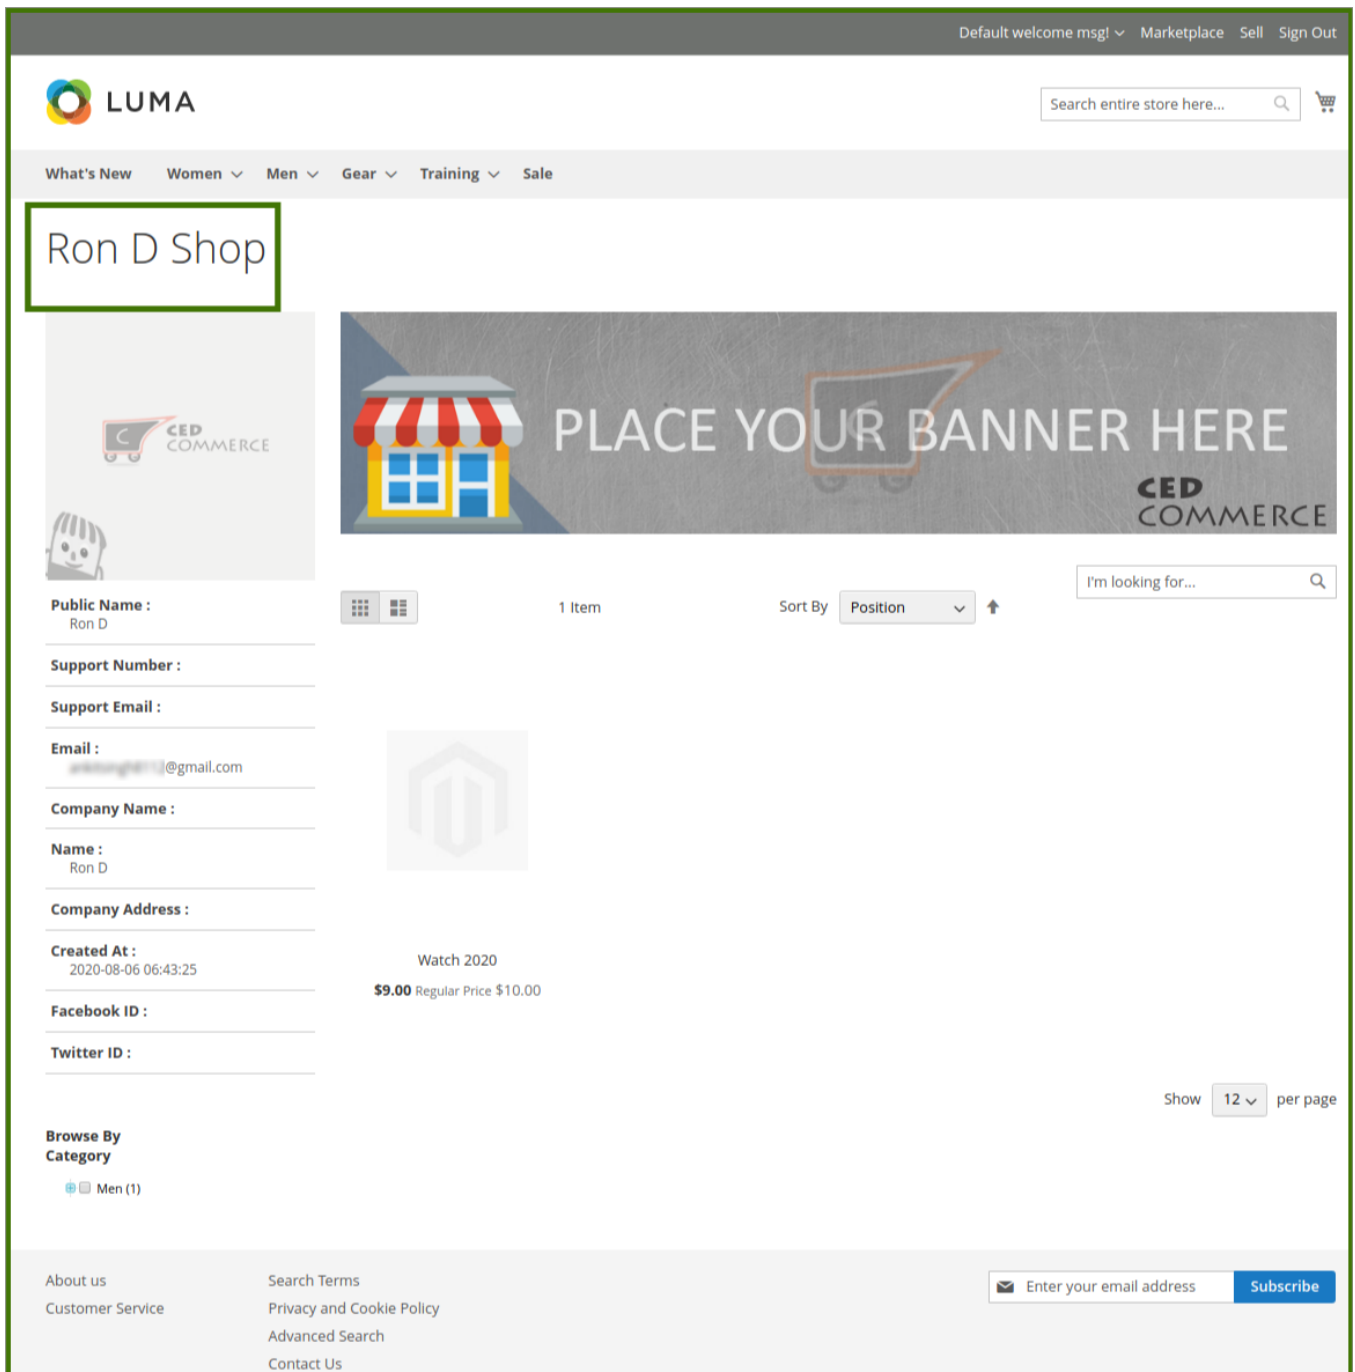 Default welcome msg! Marketplace Sell Sign Out
LUMA
Search entire store here...
What's New Women Men Gear Training Sale
Ron D Shop
CED
COMMERCE
PLACE YOUR BANNER HERE
CED
COMMERCE
I'm looking for...
1 Item Sort By Position
Public Name :
Ron D
Support Number :
Support Email :
Email :
@gmail.com
Company Name :
Name :
Ron D
Company Address :
Created At :
2020-08-06 06:43:25
Facebook ID :
Twitter ID :
Watch 2020
$9.00 Regular Price $10.00
Show 12 per page
Browse By
Category
Men (1)
About us
Customer Service
Search Terms
Privacy and Cookie Policy
Advanced Search
Contact Us
Enter your email address Subscribe